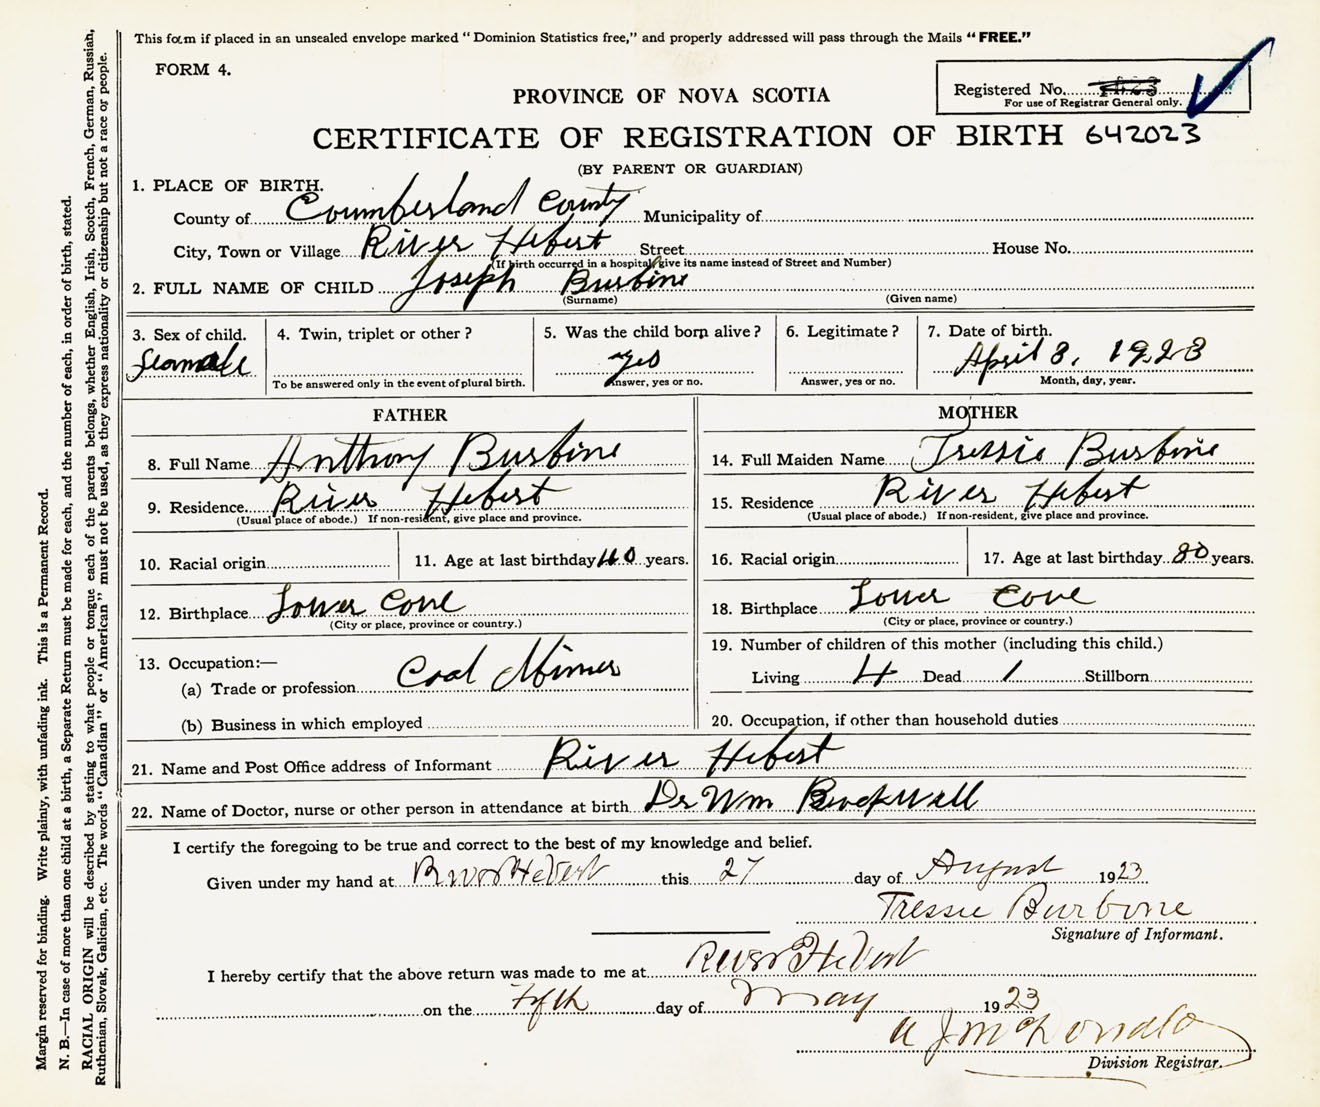 This form if placed in an unsealed envelope marked “Dominion Statistics free,” and properly addressed will pass through the Mails “FREE.”
FORM 4.
Registered No.
For use of Registrar General only.
PROVINCE OF NOVA SCOTIA
CERTIFICATE OF REGISTRATION OF BIRTH 642023
(BY PARENT OR GUARDIAN)
1. PLACE OF BIRTH.
County of Coumberland County Municipality of
City, Town or Village River Hebert Street House No.
(If birth occurred in a hospital give its name instead of Street and Number)
2. FULL NAME OF CHILD Joseph Burbine
(Surname) (Given name)
3. Sex of child. 4. Twin, triplet or other? 5. Was the child born alive? 6. Legitimate? 7. Date of birth.
yes April 8, 1923
To be answered only in the event of plural birth. Answer, yes or no. Answer, yes or no. Month, day, year.
FATHER
8. Full Name Anthony Burbine
9. Residence River Hebert
(Usual place of abode.) If non-resident, give place and province.
10. Racial origin 11. Age at last birthday 40 years.
12. Birthplace Lower Cove
(City or place, province or country.)
13. Occupation:—
(a) Trade or profession Coal Minner
(b) Business in which employed
MOTHER
14. Full Maiden Name Tressie Burbine
15. Residence River Hebert
(Usual place of abode.) If non-resident, give place and province.
16. Racial origin 17. Age at last birthday years.
18. Birthplace Lower Cove
(City or place, province or country.)
19. Number of children of this mother (including this child.)
Living 4 Dead 1 Stillborn
20. Occupation, if other than household duties
21. Name and Post Office address of Informant River Hebert
22. Name of Doctor, nurse or other person in attendance at birth Dr Wm
I certify the foregoing to be true and correct to the best of my knowledge and belief.
Given under my hand at River Hebert this 27 day of August 1923
Tressie Burbine
Signature of Informant.
I hereby certify that the above return was made to me at River Hebert
on the Fifth day of May 1923
A J McDonald
Division Registrar.
Margin reserved for binding. Write plainly, with unfading ink. This is a Permanent Record.
N. B.—In case of more than one child at a birth, a Separate Return must be made for each, and the number of each, in order of birth, stated.
RACIAL ORIGIN will be described by stating to what people or tongue each of the parents belongs, whether English, Irish, Scotch, French, German, Russian,
Ruthenian, Slovak, Galician, etc. The words “Canadian” or “American” must not be used, as they express nationality or citizenship but not a race or people.